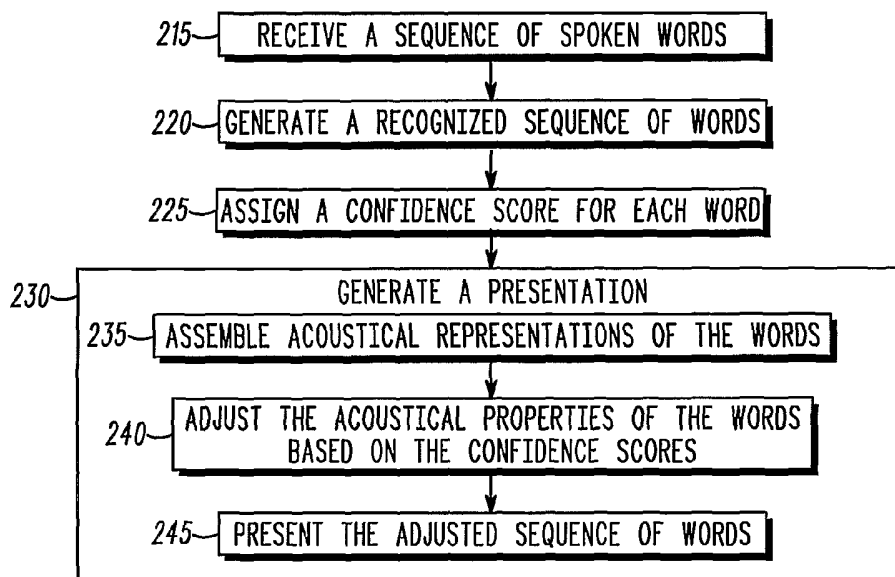 215 RECEIVE A SEQUENCE OF SPOKEN WORDS
220 GENERATE A RECOGNIZED SEQUENCE OF WORDS
225 ASSIGN A CONFIDENCE SCORE FOR EACH WORD
230 GENERATE A PRESENTATION
235 ASSEMBLE ACOUSTICAL REPRESENTATIONS OF THE WORDS
240 ADJUST THE ACOUSTICAL PROPERTIES OF THE WORDS
BASED ON THE CONFIDENCE SCORES
245 PRESENT THE ADJUSTED SEQUENCE OF WORDS